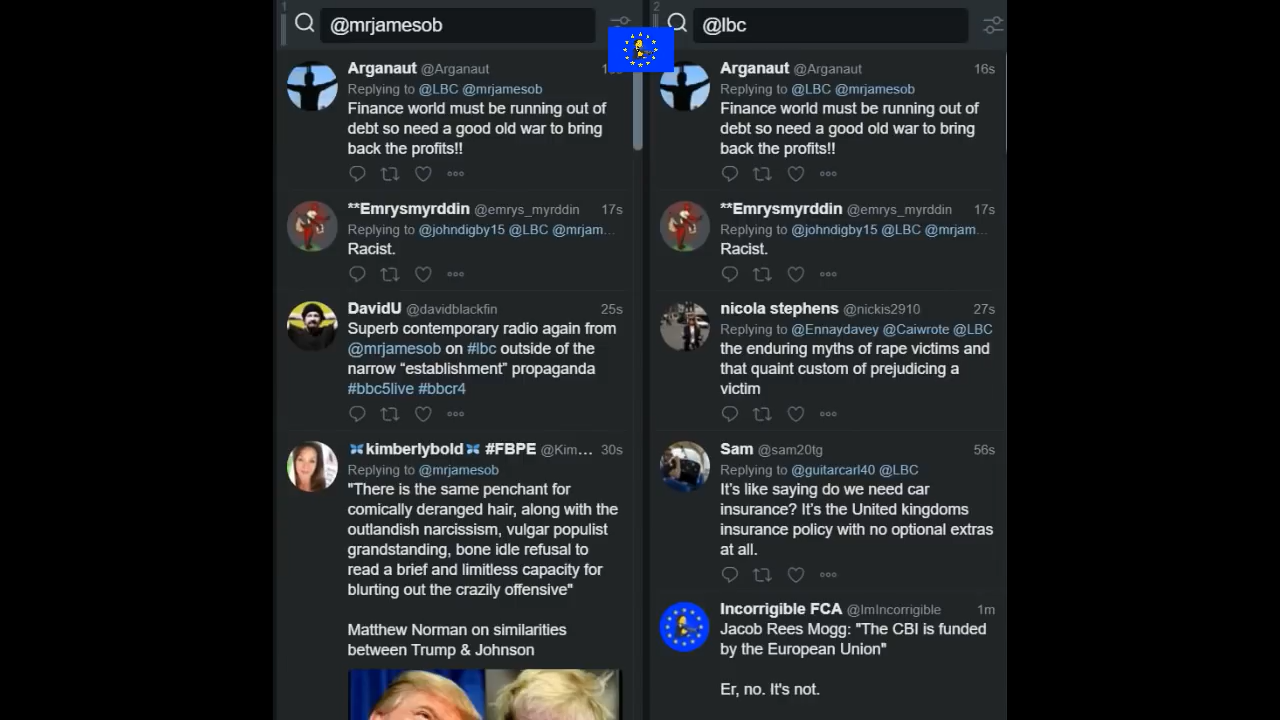 1
@mrjamesob
Arganaut @Arganaut
Replying to @LBC @mrjamesob
Finance world must be running out of
debt so need a good old war to bring
back the profits!!
**Emrysmyrddin @emrys_myrddin 17s
Replying to @johndigby15 @LBC @mrjam...
Racist.
DavidU @davidblackfin 25s
Superb contemporary radio again from
@mrjamesob on #lbc outside of the
narrow “establishment” propaganda
#bbc5live #bbcr4
kimberlybold #FBPE @Kim... 30s
Replying to @mrjamesob
"There is the same penchant for
comically deranged hair, along with the
outlandish narcissism, vulgar populist
grandstanding, bone idle refusal to
read a brief and limitless capacity for
blurting out the crazily offensive"
Matthew Norman on similarities
between Trump & Johnson
2
@lbc
Arganaut @Arganaut 16s
Replying to @LBC @mrjamesob
Finance world must be running out of
debt so need a good old war to bring
back the profits!!
**Emrysmyrddin @emrys_myrddin 17s
Replying to @johndigby15 @LBC @mrjam...
Racist.
nicola stephens @nickis2910 27s
Replying to @Ennaydavey @Caiwrote @LBC
the enduring myths of rape victims and
that quaint custom of prejudicing a
victim
Sam @sam20tg 56s
Replying to @guitarcarl40 @LBC
It’s like saying do we need car
insurance? It’s the United kingdoms
insurance policy with no optional extras
at all.
Incorrigible FCA @ImIncorrigible 1m
Jacob Rees Mogg: "The CBI is funded
by the European Union"
Er, no. It's not.